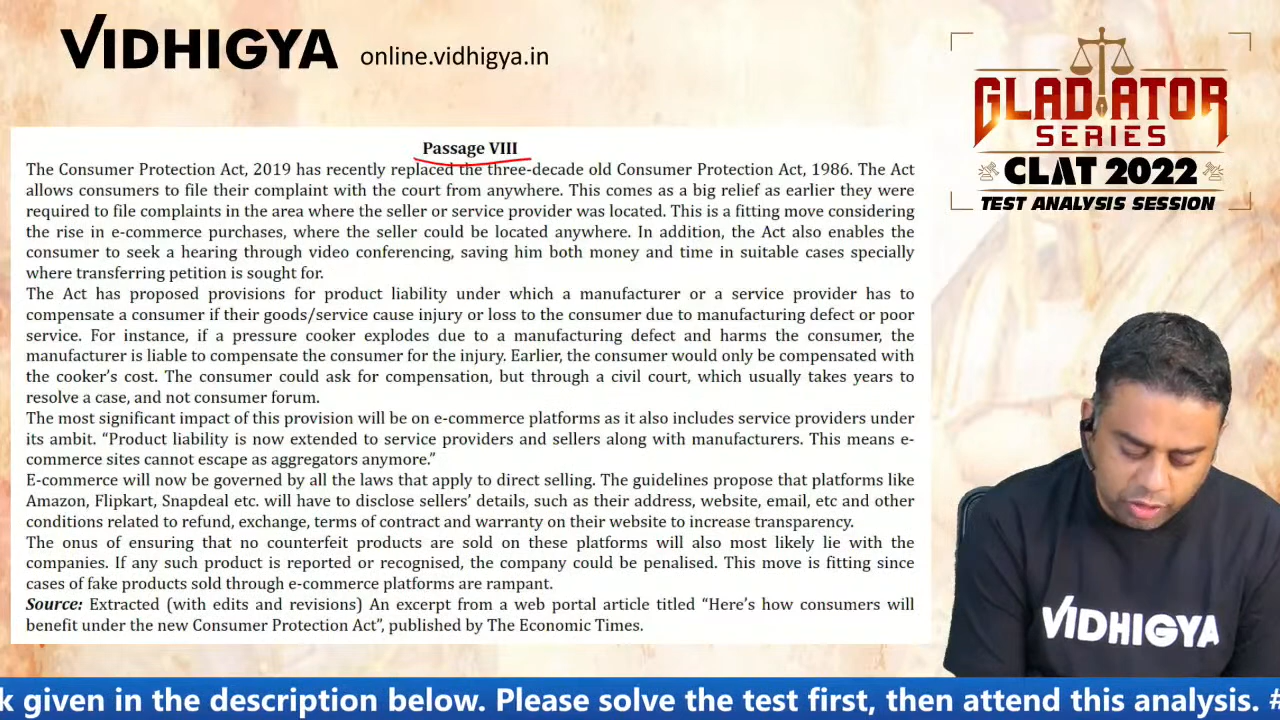 VIDHIGYA online.vidhigya.in
GLADIATOR
SERIES
CLAT 2022
TEST ANALYSIS SESSION
Passage VIII
The Consumer Protection Act, 2019 has recently replaced the three-decade old Consumer Protection Act, 1986. The Act
allows consumers to file their complaint with the court from anywhere. This comes as a big relief as earlier they were
required to file complaints in the area where the seller or service provider was located. This is a fitting move considering
the rise in e-commerce purchases, where the seller could be located anywhere. In addition, the Act also enables the
consumer to seek a hearing through video conferencing, saving him both money and time in suitable cases specially
where transferring petition is sought for.
The Act has proposed provisions for product liability under which a manufacturer or a service provider has to
compensate a consumer if their goods/service cause injury or loss to the consumer due to manufacturing defect or poor
service. For instance, if a pressure cooker explodes due to a manufacturing defect and harms the consumer, the
manufacturer is liable to compensate the consumer for the injury. Earlier, the consumer would only be compensated with
the cooker's cost. The consumer could ask for compensation, but through a civil court, which usually takes years to
resolve a case, and not consumer forum.
The most significant impact of this provision will be on e-commerce platforms as it also includes service providers under
its ambit. “Product liability is now extended to service providers and sellers along with manufacturers. This means e-
commerce sites cannot escape as aggregators anymore.”
E-commerce will now be governed by all the laws that apply to direct selling. The guidelines propose that platforms like
Amazon, Flipkart, Snapdeal etc. will have to disclose sellers’ details, such as their address, website, email, etc and other
conditions related to refund, exchange, terms of contract and warranty on their website to increase transparency.
The onus of ensuring that no counterfeit products are sold on these platforms will also most likely lie with the
companies. If any such product is reported or recognised, the company could be penalised. This move is fitting since
cases of fake products sold through e-commerce platforms are rampant.
Source: Extracted (with edits and revisions) An excerpt from a web portal article titled “Here’s how consumers will
benefit under the new Consumer Protection Act”, published by The Economic Times.
VIDHIGYA
k given in the description below. Please solve the test first, then attend this analysis. #